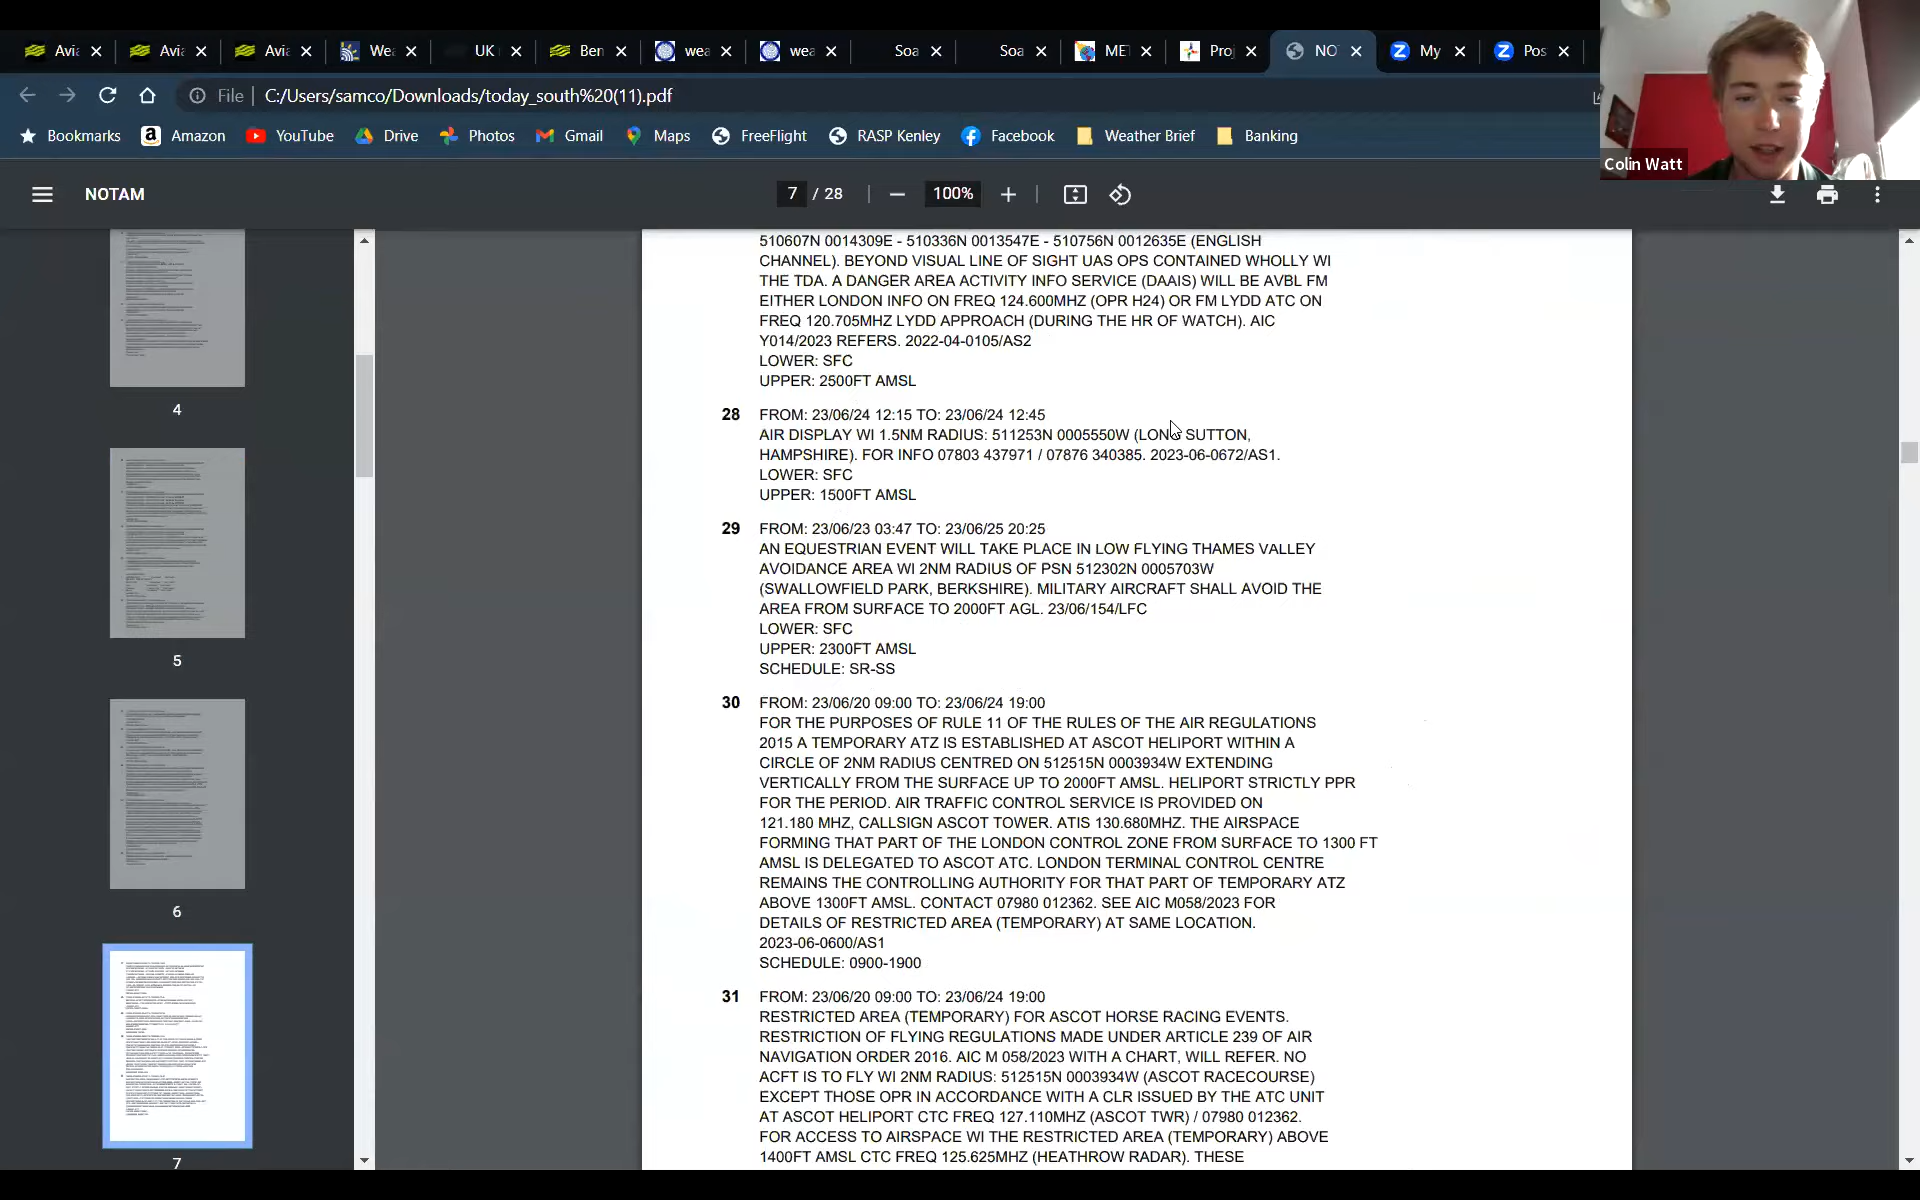 Avia
Avia
Avia
Wea
UK
Ben
wea
wea
Soa
Soa
ME
Proj
NO
My
Pos
File
C:/Users/samco/Downloads/today_south%20(11).pdf
Bookmarks
Amazon
YouTube
Drive
Photos
Gmail
Maps
FreeFlight
RASP Kenley
Facebook
Weather Brief
Banking
Colin Watt
NOTAM
7 / 28
100%
4
5
6
7
510607N 0014309E - 510336N 0013547E - 510756N 0012635E (ENGLISH
CHANNEL). BEYOND VISUAL LINE OF SIGHT UAS OPS CONTAINED WHOLLY WI
THE TDA. A DANGER AREA ACTIVITY INFO SERVICE (DAAIS) WILL BE AVBL FM
EITHER LONDON INFO ON FREQ 124.600MHZ (OPR H24) OR FM LYDD ATC ON
FREQ 120.705MHZ LYDD APPROACH (DURING THE HR OF WATCH). AIC
Y014/2023 REFERS. 2022-04-0105/AS2
LOWER: SFC
UPPER: 2500FT AMSL
28 FROM: 23/06/24 12:15 TO: 23/06/24 12:45
AIR DISPLAY WI 1.5NM RADIUS: 511253N 0005550W (LONG SUTTON,
HAMPSHIRE). FOR INFO 07803 437971 / 07876 340385. 2023-06-0672/AS1.
LOWER: SFC
UPPER: 1500FT AMSL
29 FROM: 23/06/23 03:47 TO: 23/06/25 20:25
AN EQUESTRIAN EVENT WILL TAKE PLACE IN LOW FLYING THAMES VALLEY
AVOIDANCE AREA WI 2NM RADIUS OF PSN 512302N 0005703W
(SWALLOWFIELD PARK, BERKSHIRE). MILITARY AIRCRAFT SHALL AVOID THE
AREA FROM SURFACE TO 2000FT AGL. 23/06/154/LFC
LOWER: SFC
UPPER: 2300FT AMSL
SCHEDULE: SR-SS
30 FROM: 23/06/20 09:00 TO: 23/06/24 19:00
FOR THE PURPOSES OF RULE 11 OF THE RULES OF THE AIR REGULATIONS
2015 A TEMPORARY ATZ IS ESTABLISHED AT ASCOT HELIPORT WITHIN A
CIRCLE OF 2NM RADIUS CENTRED ON 512515N 0003934W EXTENDING
VERTICALLY FROM THE SURFACE UP TO 2000FT AMSL. HELIPORT STRICTLY PPR
FOR THE PERIOD. AIR TRAFFIC CONTROL SERVICE IS PROVIDED ON
121.180 MHZ, CALLSIGN ASCOT TOWER. ATIS 130.680MHZ. THE AIRSPACE
FORMING THAT PART OF THE LONDON CONTROL ZONE FROM SURFACE TO 1300 FT
AMSL IS DELEGATED TO ASCOT ATC. LONDON TERMINAL CONTROL CENTRE
REMAINS THE CONTROLLING AUTHORITY FOR THAT PART OF TEMPORARY ATZ
ABOVE 1300FT AMSL. CONTACT 07980 012362. SEE AIC M058/2023 FOR
DETAILS OF RESTRICTED AREA (TEMPORARY) AT SAME LOCATION.
2023-06-0600/AS1
SCHEDULE: 0900-1900
31 FROM: 23/06/20 09:00 TO: 23/06/24 19:00
RESTRICTED AREA (TEMPORARY) FOR ASCOT HORSE RACING EVENTS.
RESTRICTION OF FLYING REGULATIONS MADE UNDER ARTICLE 239 OF AIR
NAVIGATION ORDER 2016. AIC M 058/2023 WITH A CHART, WILL REFER. NO
ACFT IS TO FLY WI 2NM RADIUS: 512515N 0003934W (ASCOT RACECOURSE)
EXCEPT THOSE OPR IN ACCORDANCE WITH A CLR ISSUED BY THE ATC UNIT
AT ASCOT HELIPORT CTC FREQ 127.110MHZ (ASCOT TWR) / 07980 012362.
FOR ACCESS TO AIRSPACE WI THE RESTRICTED AREA (TEMPORARY) ABOVE
1400FT AMSL CTC FREQ 125.625MHZ (HEATHROW RADAR). THESE